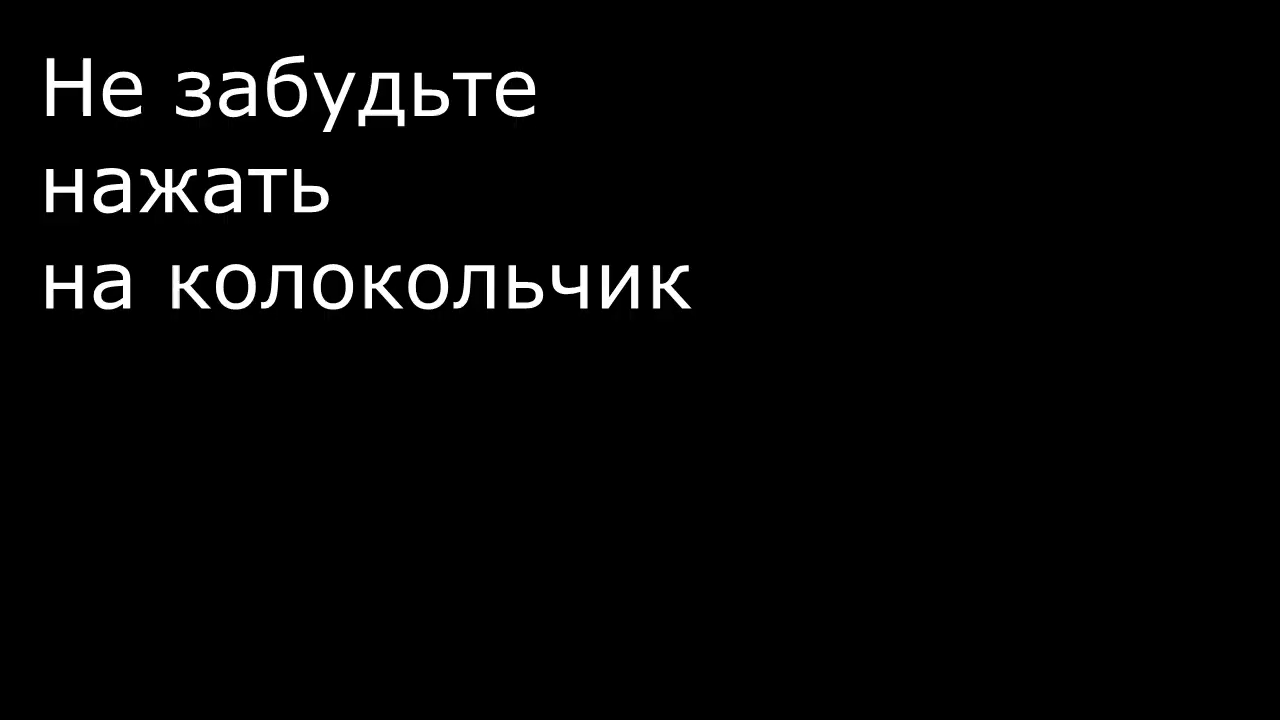 Не забудьте
нажать
на колокольчик